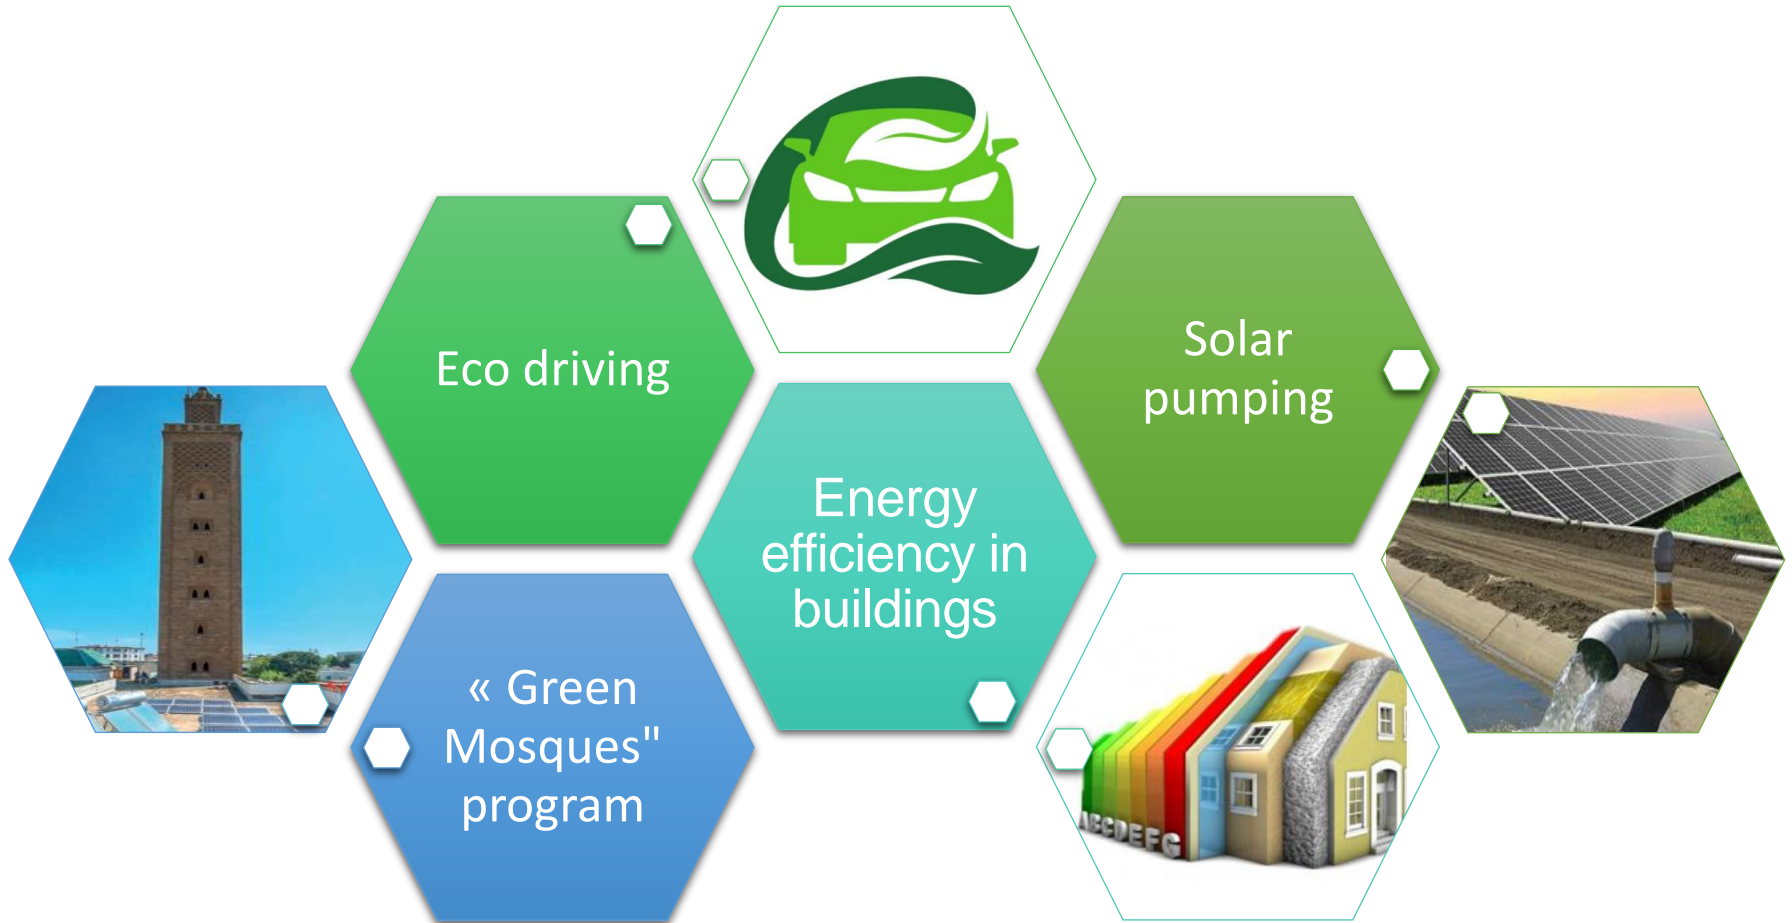 Eco driving
Solar
pumping
Energy
efficiency in
buildings
« Green
Mosques"
program
ABCDEFG